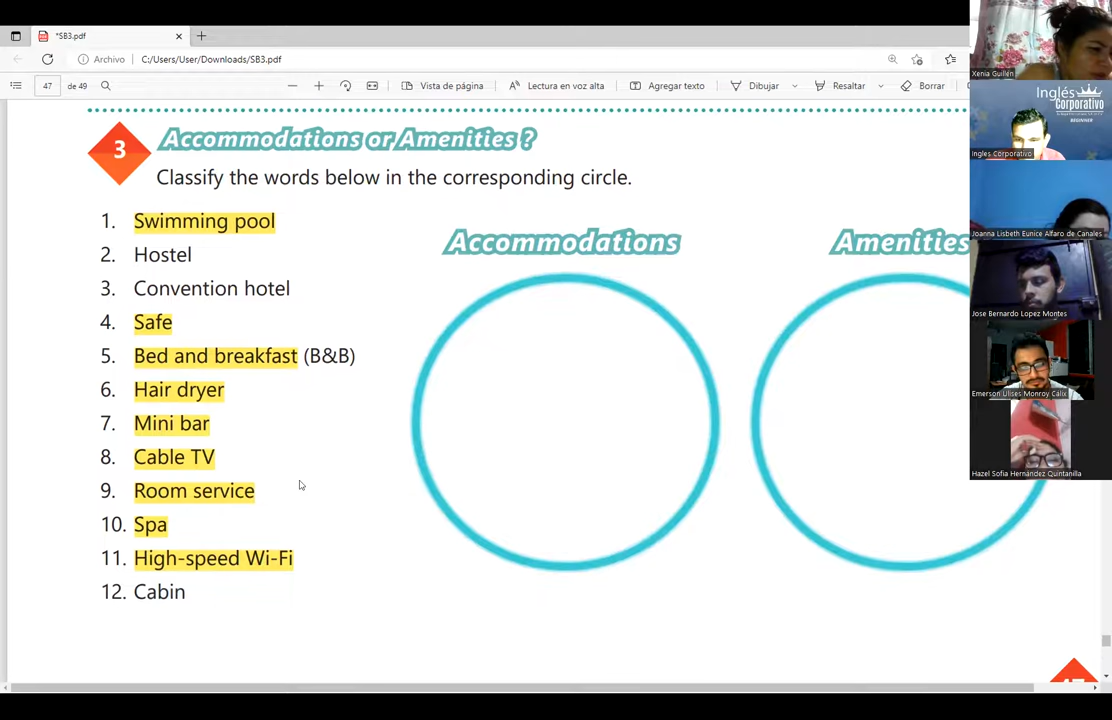 *SB3.pdf
Archivo C:/Users/User/Downloads/SB3.pdf
47 de 49 Vista de página Lectura en voz alta Agregar texto Dibujar Resaltar Borrar
3 Accommodations or Amenities ?
Classify the words below in the corresponding circle.
1. Swimming pool
2. Hostel
3. Convention hotel
4. Safe
5. Bed and breakfast (B&B)
6. Hair dryer
7. Mini bar
8. Cable TV
9. Room service
10. Spa
11. High-speed Wi-Fi
12. Cabin
Accommodations
Amenities
Xenia Guillén
Inglés
Corporativo
BEGINNER
Ingles Corporativo
Joanna Lisbeth Eunice Alfaro de Canales
Jose Bernardo Lopez Montes
Emerson Ulises Monroy Calix
Hazel Sofia Hernández Quintanilla